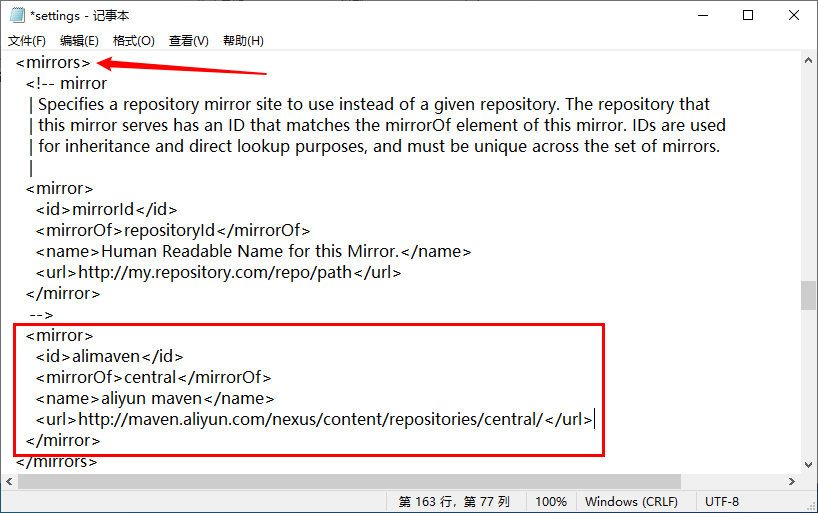 *settings - 记事本
文件(F) 编辑(E) 格式(O) 查看(V) 帮助(H)
<mirrors>
<!-- mirror
| Specifies a repository mirror site to use instead of a given repository. The repository that
| this mirror serves has an ID that matches the mirrorOf element of this mirror. IDs are used
| for inheritance and direct lookup purposes, and must be unique across the set of mirrors.
|
<mirror>
<id>mirrorId</id>
<mirrorOf>repositoryId</mirrorOf>
<name>Human Readable Name for this Mirror.</name>
<url>http://my.repository.com/repo/path</url>
</mirror>
-->
<mirror>
<id>alimaven</id>
<mirrorOf>central</mirrorOf>
<name>aliyun maven</name>
<url>http://maven.aliyun.com/nexus/content/repositories/central/</url>
</mirror>
</mirrors>
第 163 行，第 77 列 100% Windows (CRLF) UTF-8